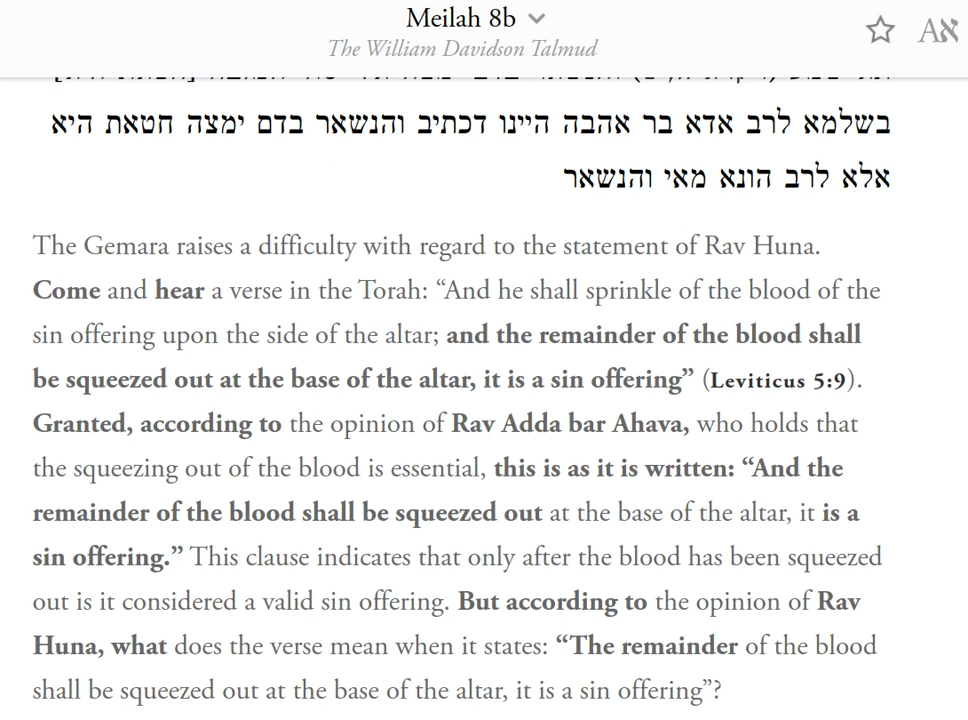 Meilah 8b
The William Davidson Talmud
Aא
בשלמא לרב אדא בר אהבה היינו דכתיב והנשאר בדם ימצה חטאת היא
אלא לרב הונא מאי והנשאר
The Gemara raises a difficulty with regard to the statement of Rav Huna.
Come and hear a verse in the Torah: “And he shall sprinkle of the blood of the
sin offering upon the side of the altar; and the remainder of the blood shall
be squeezed out at the base of the altar, it is a sin offering” (Leviticus 5:9).
Granted, according to the opinion of Rav Adda bar Ahava, who holds that
the squeezing out of the blood is essential, this is as it is written: “And the
remainder of the blood shall be squeezed out at the base of the altar, it is a
sin offering.” This clause indicates that only after the blood has been squeezed
out is it considered a valid sin offering. But according to the opinion of Rav
Huna, what does the verse mean when it states: “The remainder of the blood
shall be squeezed out at the base of the altar, it is a sin offering”?